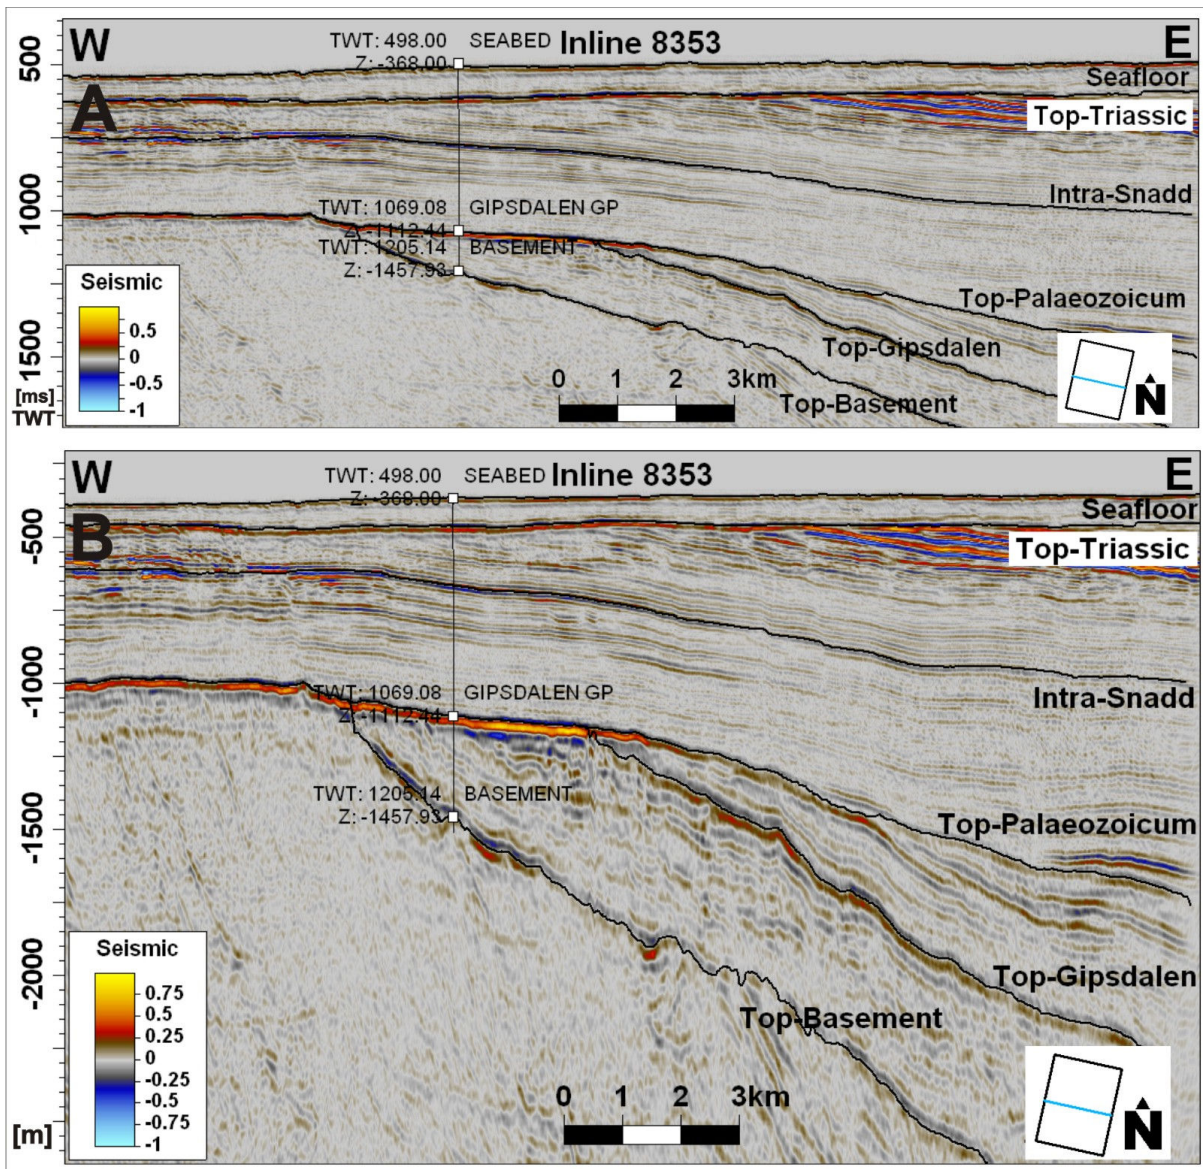 W
E
TWT: 498.00 SEABED Inline 8353
Z: -368.00
500
Seafloor
A
Top-Triassic
Intra-Snadd
1000
TWT: 1069.08 GIPSDALEN GP
Z: -1112.44
TWT: 1205.14 BASEMENT
Z: -1457.93
Seismic
0.5
0
-0.5
-1
Top-Palaeozoicum
1500
Top-Gipsdalen
0 1 2 3km
Top-Basement
[ms]
TWT
N
W
E
TWT: 498.00 SEABED Inline 8353
Z: -368.00
Seafloor
-500
B
Top-Triassic
-1000
TWT: 1069.08 GIPSDALEN GP
Z: -1112.44
Intra-Snadd
TWT: 1205.14 BASEMENT
Z: -1457.93
-1500
Top-Palaeozoicum
Seismic
0.75
0.5
0.25
0
-0.25
-0.5
-0.75
-1
-2000
Top-Gipsdalen
Top-Basement
0 1 2 3km
[m]
N